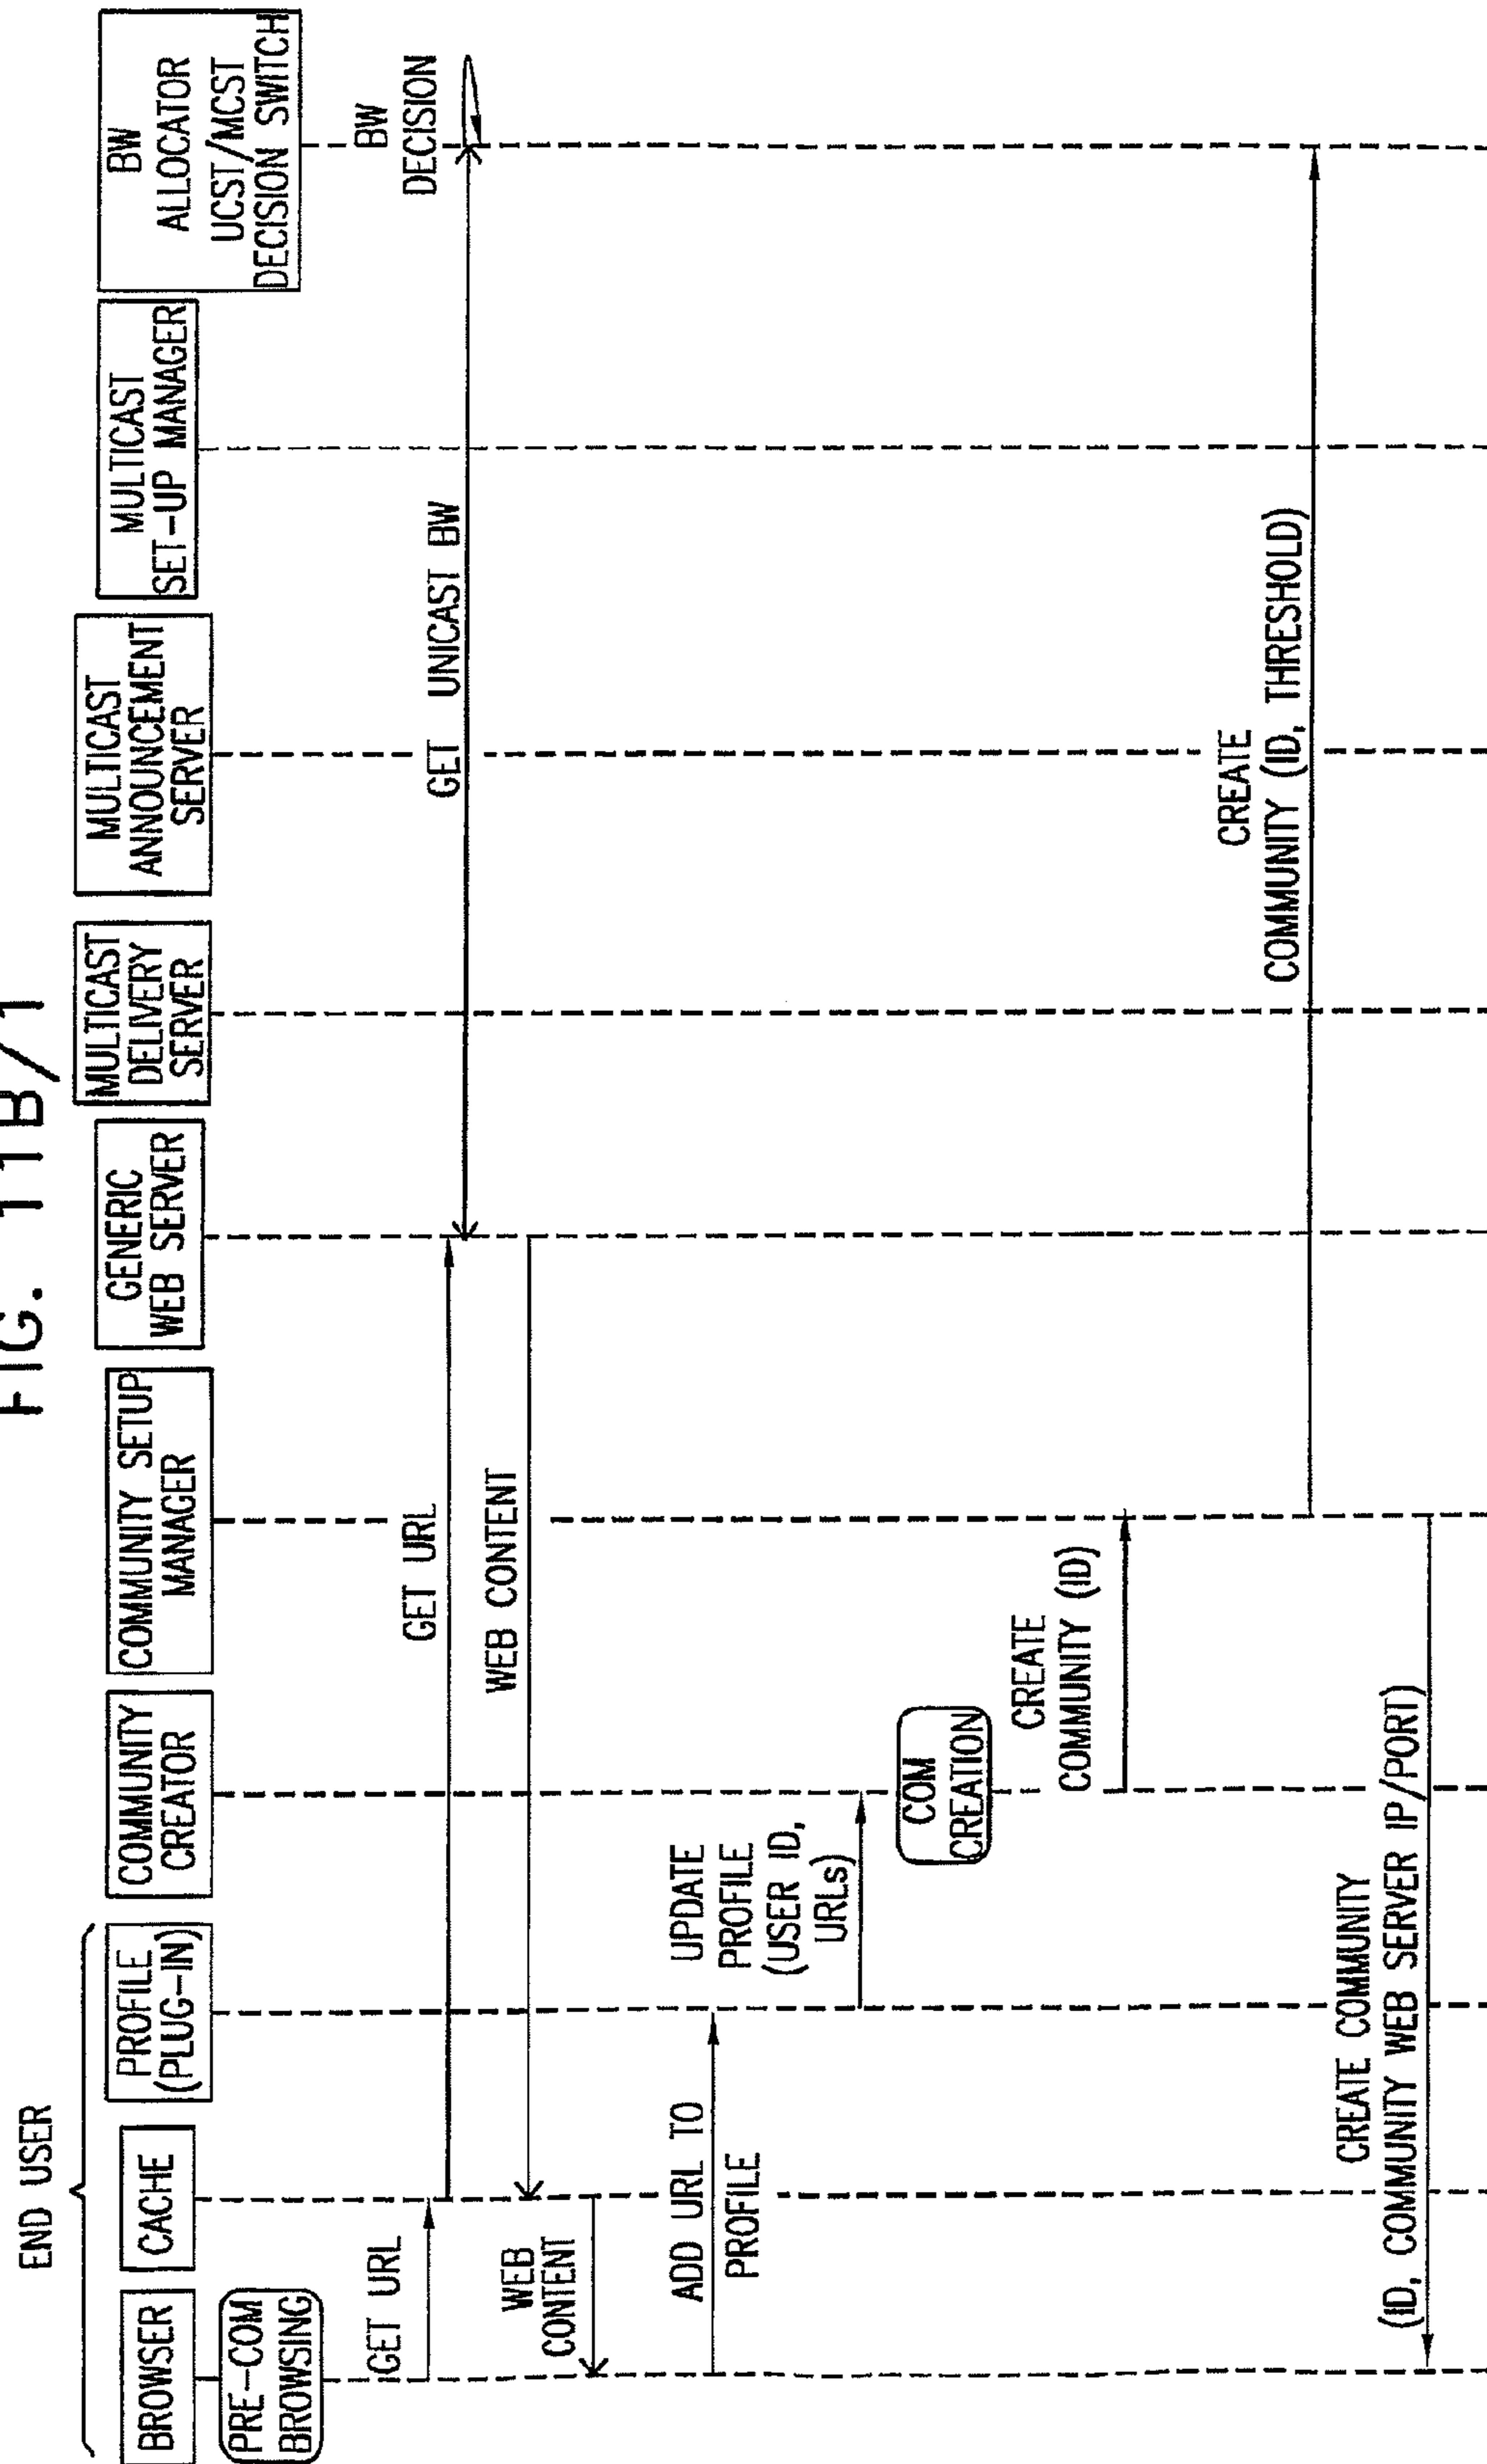 FIG. 11B/1
END USER
BROWSER
CACHE
PROFILE
(PLUG-IN)
COMMUNITY
CREATOR
COMMUNITY SETUP
MANAGER
GENERIC
WEB SERVER
MULTICAST
DELIVERY
SERVER
MULTICAST
ANNOUNCEMENT
SERVER
MULTICAST
SET-UP MANAGER
BW
ALLOCATOR
UCST/MCST
DECISION SWITCH
PRE-COM
BROWSING
GET URL
GET URL
GET UNICAST BW
BW
DECISION
WEB CONTENT
WEB
CONTENT
ADD URL TO
PROFILE
UPDATE
PROFILE
(USER ID,
URLs)
COM
CREATION
CREATE
COMMUNITY (ID)
CREATE
COMMUNITY (ID, THRESHOLD)
CREATE COMMUNITY
(ID, COMMUNITY WEB SERVER IP/PORT)